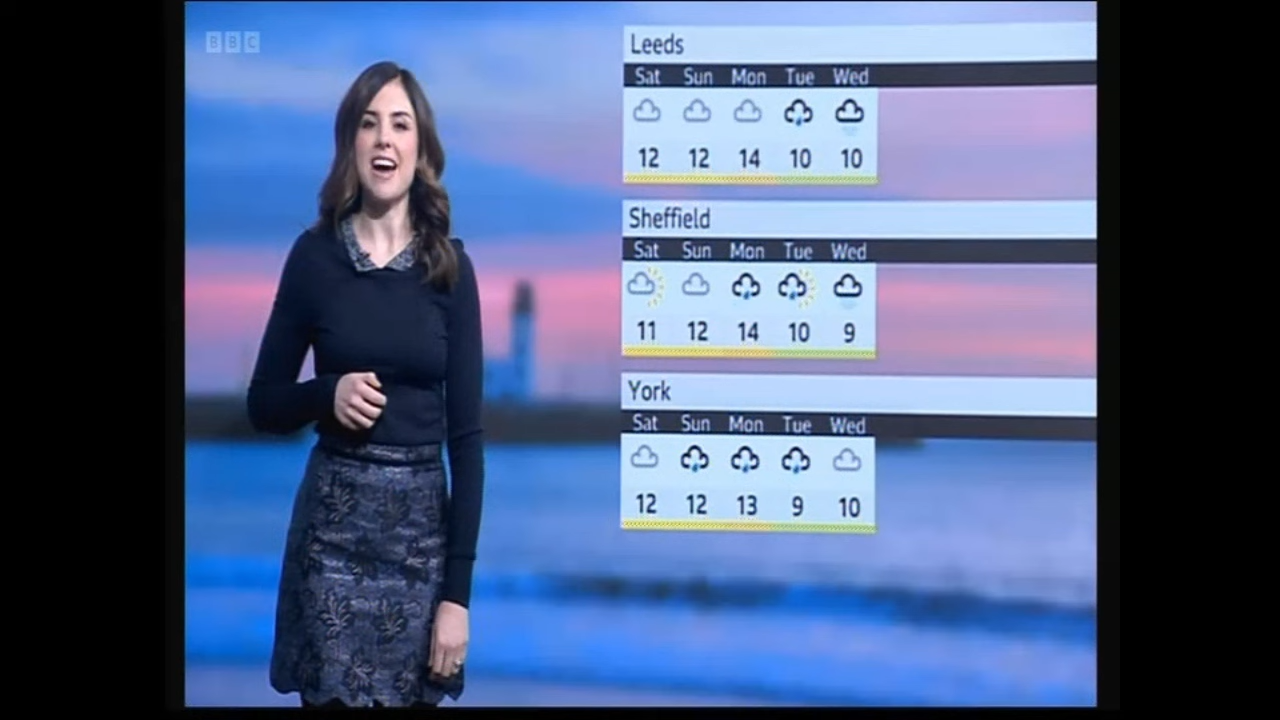 BBC
Leeds
Sat Sun Mon Tue Wed
12 12 14 10 10
Sheffield
Sat Sun Mon Tue Wed
11 12 14 10 9
York
Sat Sun Mon Tue Wed
12 12 13 9 10